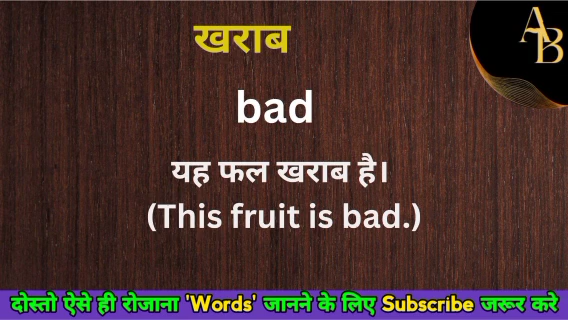 खराब
AB
bad
यह फल खराब है।
(This fruit is bad.)
दोस्तो ऐसे ही रोजाना 'Words' जानने के लिए Subscribe जरूर करे